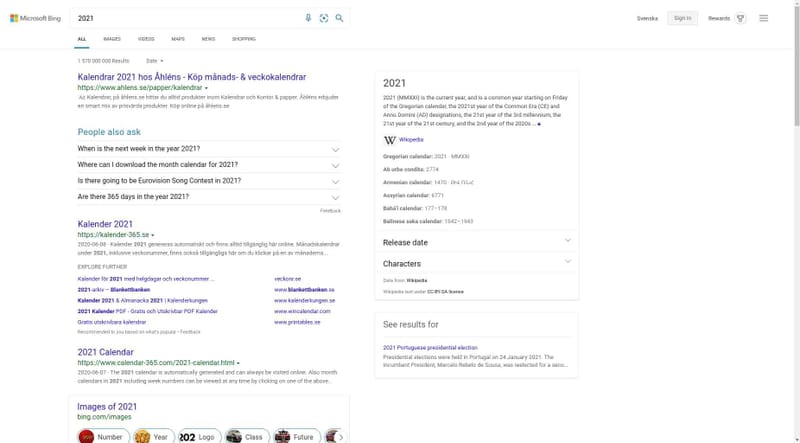 Microsoft Bing
2021
Svenska
Sign in
Rewards
ALL
IMAGES
VIDEOS
MAPS
NEWS
SHOPPING
1 570 000 000 Results
Date
Kalendrar 2021 hos Åhléns - Köp månads- & veckokalendrar
https://www.ahlens.se/papper/kalendrar
Kalendrar, på åhlens.se hittar du alltid produkter inom Kalendrar och Kontor & papper. Åhléns erbjuder
en smart mix av prisvärda produkter. Köp online på åhlens.se
People also ask
When is the next week in the year 2021?
Where can I download the month calendar for 2021?
Is there going to be Eurovision Song Contest in 2021?
Are there 365 days in the year 2021?
Feedback
Kalender 2021
https://kalender-365.se
2020-06-08 · Kalender 2021 genereras automatiskt och finns alltid tillgänglig här online. Månadskalendrar
under 2021, inklusive veckonummer, finns också tillgängliga här om du klickar på en av månaderna...
EXPLORE FURTHER
Kalender för 2021 med helgdagar och veckonummer ...
veckonr.se
2021-arkiv – Blankettbanken
www.blankettbanken.se
Kalender 2021 & Almanacka 2021 | Kalenderkungen
www.kalenderkungen.se
2021 Kalender PDF - Gratis och Utskrivbar PDF Kalender
www.wincalendar.com
Gratis utskrivbara kalendrar
www.printables.se
Recommended to you based on what's popular • Feedback
2021 Calendar
https://www.calendar-365.com/2021-calendar.html
2020-06-07 · The 2021 calendar is automatically generated and can always be visited online. Also month
calendars in 2021 including week numbers can be viewed at any time by clicking on one of the above..
Images of 2021
bing.com/images
Number
Year
202 Logo
Class
Future
2021
2021 (MMXXI) is the current year, and is a common year starting on Friday
of the Gregorian calendar, the 2021st year of the Common Era (CE) and
Anno Domini (AD) designations, the 21st year of the 3rd millennium, the
21st year of the 21st century, and the 2nd year of the 2020s ...
W Wikipedia
Gregorian calendar: 2021 · MMXXI
Ab urbe condita: 2774
Armenian calendar: 1470 ·
Assyrian calendar: 6771
Bahá'í calendar: 177–178
Balinese saka calendar: 1942–1943
Release date
Characters
Data from: Wikipedia
Wikipedia text under CC-BY-SA license
See results for
2021 Portuguese presidential election
Presidential elections were held in Portugal on 24 January 2021. The
incumbent President, Marcelo Rebelo de Sousa, was reelected for a seco...